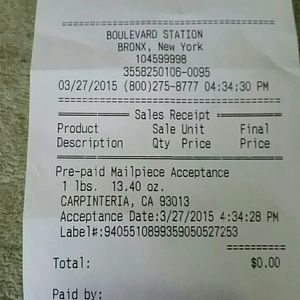 BOULEVARD STATION
BRONX, New York
104599998
3558250106-0095
03/27/2015 (800)275-8777 04:34:30 PM
Sales Receipt
Product Sale Unit Final
Description Qty Price Price
Pre-paid Mailpiece Acceptance
1 lbs. 13.40 oz.
CARPINTERIA, CA 93013
Acceptance Date:3/27/2015 4:34:28 PM
Label#:9405510899359050527253
Total: $0.00
Paid by: